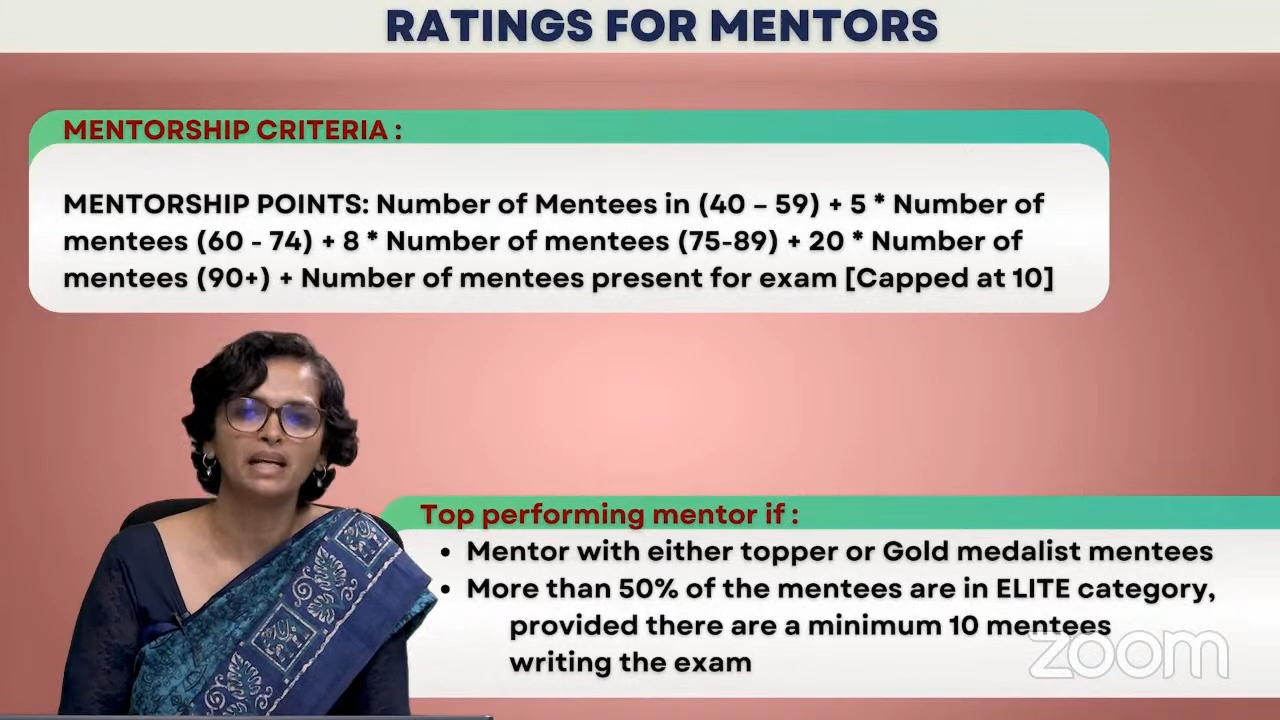 RATINGS FOR MENTORS
MENTORSHIP CRITERIA :
MENTORSHIP POINTS: Number of Mentees in (40 – 59) + 5 * Number of
mentees (60 - 74) + 8 * Number of mentees (75-89) + 20 * Number of
mentees (90+) + Number of mentees present for exam [Capped at 10]
Top performing mentor if :
• Mentor with either topper or Gold medalist mentees
• More than 50% of the mentees are in ELITE category,
provided there are a minimum 10 mentees
writing the exam
zoom